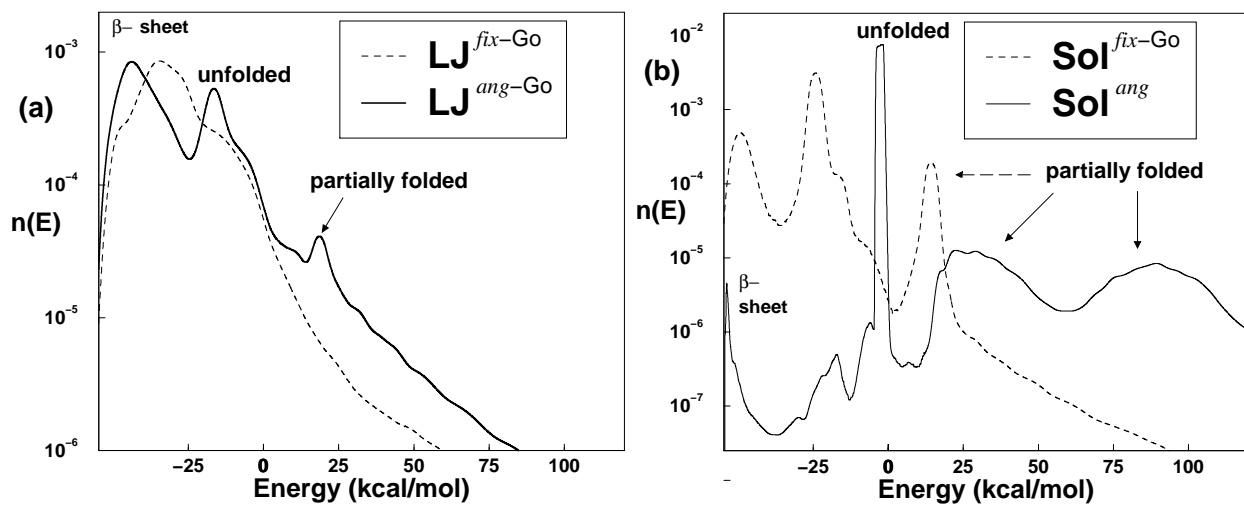 β− sheet
LJ fix−Go
LJ ang−Go
unfolded
(a)
partially folded
n(E)
10−3
10−4
10−5
10−6
−25 0 25 50 75 100
Energy (kcal/mol)
unfolded
Sol fix−Go
Sol ang
(b)
partially folded
n(E)
β−
sheet
10−2
10−3
10−4
10−5
10−6
10−7
−25 0 25 50 75 100
Energy (kcal/mol)